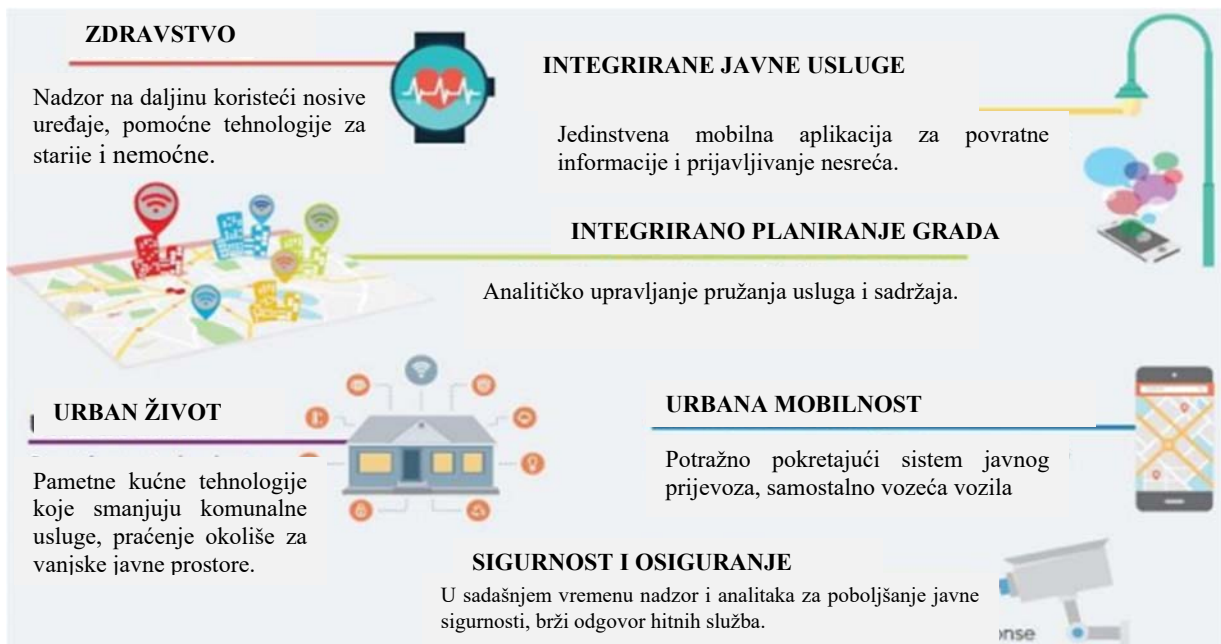 ZDRAVSTVO
Nadzor na daljinu koristeći nosive
uređaje, pomoćne tehnologije za
starije i nemoćne.
INTEGRIRANE JAVNE USLUGE
Jedinstvena mobilna aplikacija za povratne
informacije i prijavljivanje nesreća.
INTEGRIRANO PLANIRANJE GRADA
Analitičko upravljanje pružanja usluga i sadržaja.
URBAN ŽIVOT
Pametne kućne tehnologije
koje smanjuju komunalne
usluge, praćenje okoliše za
vanjske javne prostore.
URBANA MOBILNOST
Potražno pokretajući sistem javnog
prijevoza, samostalno vozeća vozila
SIGURNOST I OSIGURANJE
U sadašnjem vremenu nadzor i analitaka za poboljšanje javne
sigurnosti, brži odgovor hitnih služba.
onse